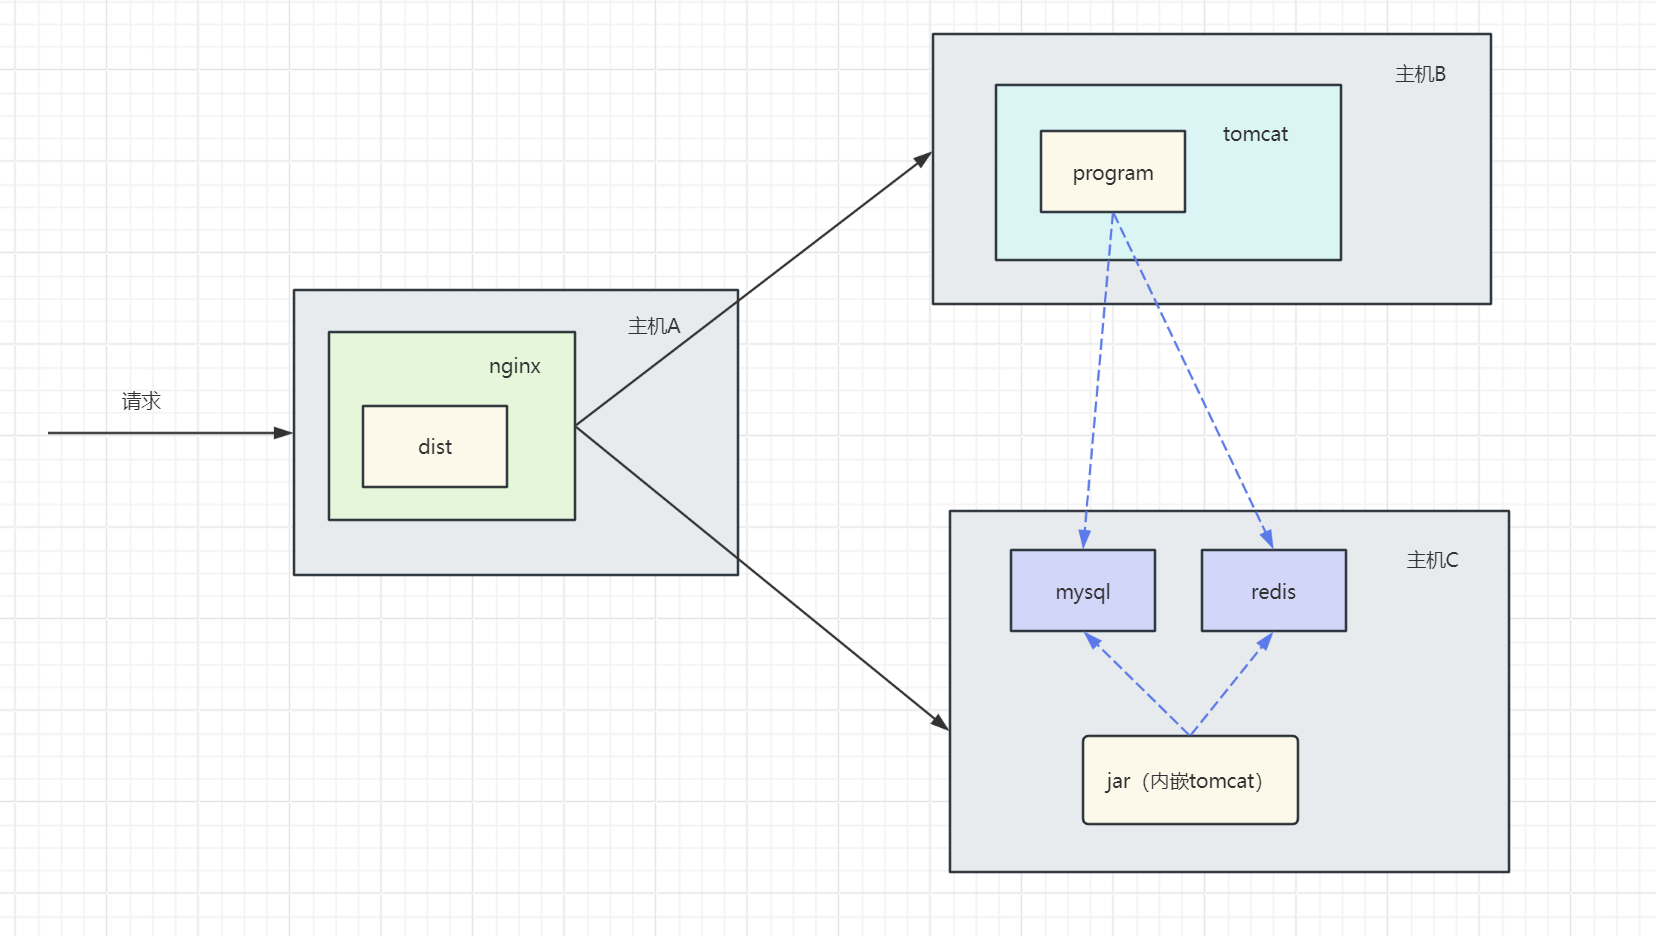 请求
主机A
nginx
dist
主机B
tomcat
program
主机C
mysql
redis
jar（内嵌tomcat）